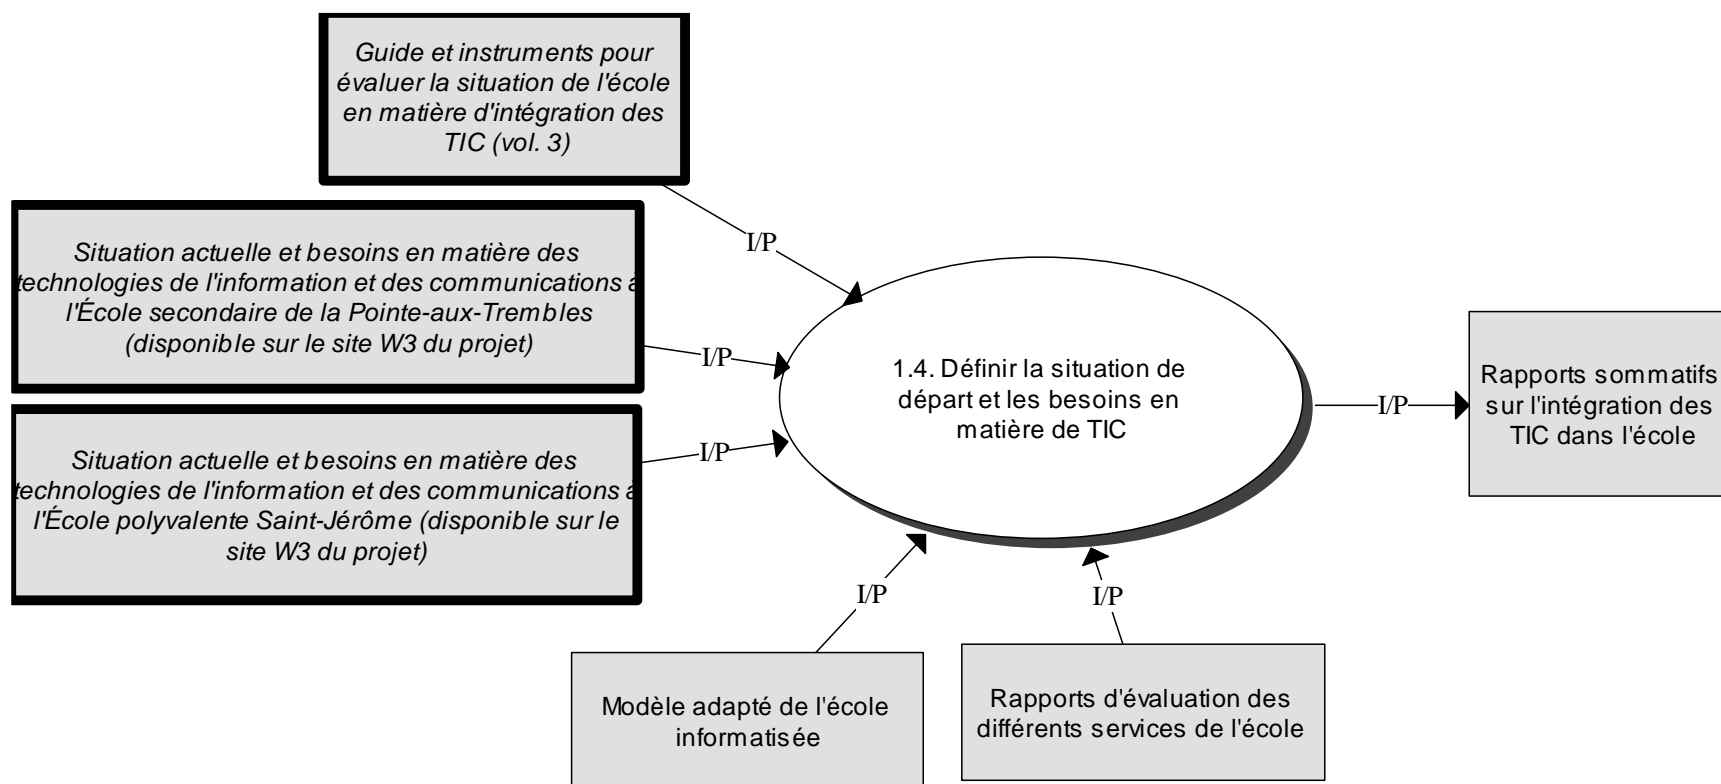 Guide et instruments pour
évaluer la situation de l'école
en matière d'intégration des
TIC (vol. 3)
I/P
Situation actuelle et besoins en matière des
technologies de l'information et des communications à
l'École secondaire de la Pointe-aux-Trembles
(disponible sur le site W3 du projet)
I/P
Situation actuelle et besoins en matière des
technologies de l'information et des communications à
l'École polyvalente Saint-Jérôme (disponible sur le
site W3 du projet)
I/P
1.4. Définir la situation de
départ et les besoins en
matière de TIC
I/P
Rapports sommatifs
sur l'intégration des
TIC dans l'école
I/P
Modèle adapté de l'école
informatisée
I/P
Rapports d'évaluation des
différents services de l'école